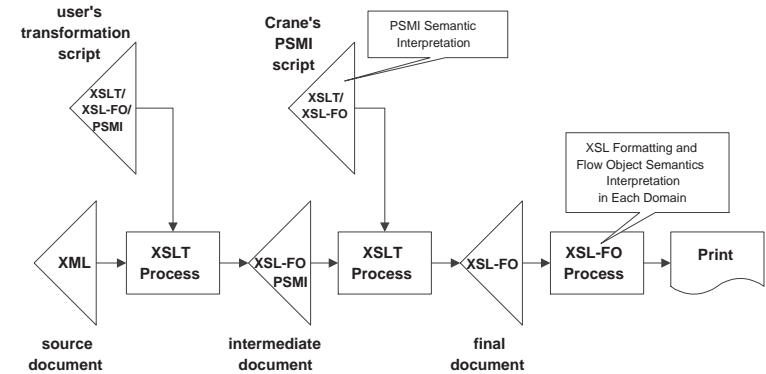 user's
transformation
script
Crane's
PSMI
script
PSMI Semantic
Interpretation
XSLT/
XSL-FO/
PSMI
XSLT/
XSL-FO
XSL Formatting and
Flow Object Semantics
Interpretation
in Each Domain
XML
XSLT
Process
XSL-FO
PSMI
XSLT
Process
XSL-FO
XSL-FO
Process
Print
source
document
intermediate
document
final
document